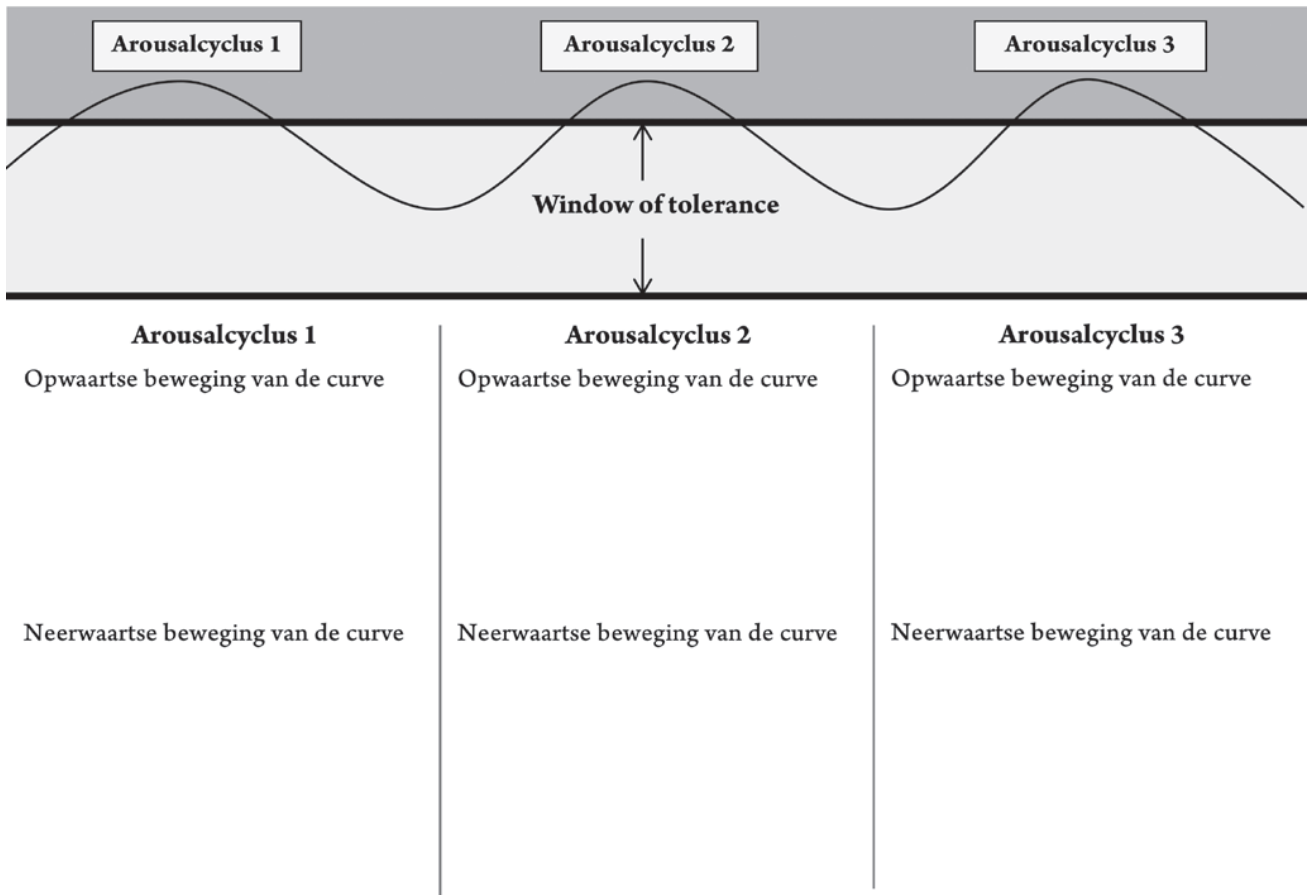 Arousalcyclus 1
Arousalcyclus 2
Arousalcyclus 3
Window of tolerance
Arousalcyclus 1
Opwaartse beweging van de curve
Neerwaartse beweging van de curve
Arousalcyclus 2
Opwaartse beweging van de curve
Neerwaartse beweging van de curve
Arousalcyclus 3
Opwaartse beweging van de curve
Neerwaartse beweging van de curve